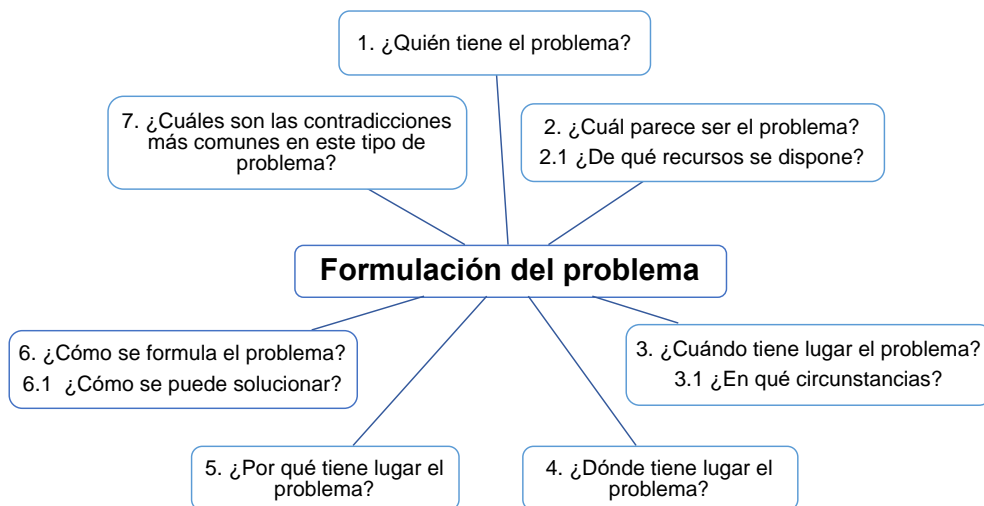 1. ¿Quién tiene el problema?
7. ¿Cuáles son las contradicciones
más comunes en este tipo de
problema?
2. ¿Cuál parece ser el problema?
2.1 ¿De qué recursos se dispone?
Formulación del problema
6. ¿Cómo se formula el problema?
6.1 ¿Cómo se puede solucionar?
3. ¿Cuándo tiene lugar el problema?
3.1 ¿En qué circunstancias?
5. ¿Por qué tiene lugar el
problema?
4. ¿Dónde tiene lugar el
problema?